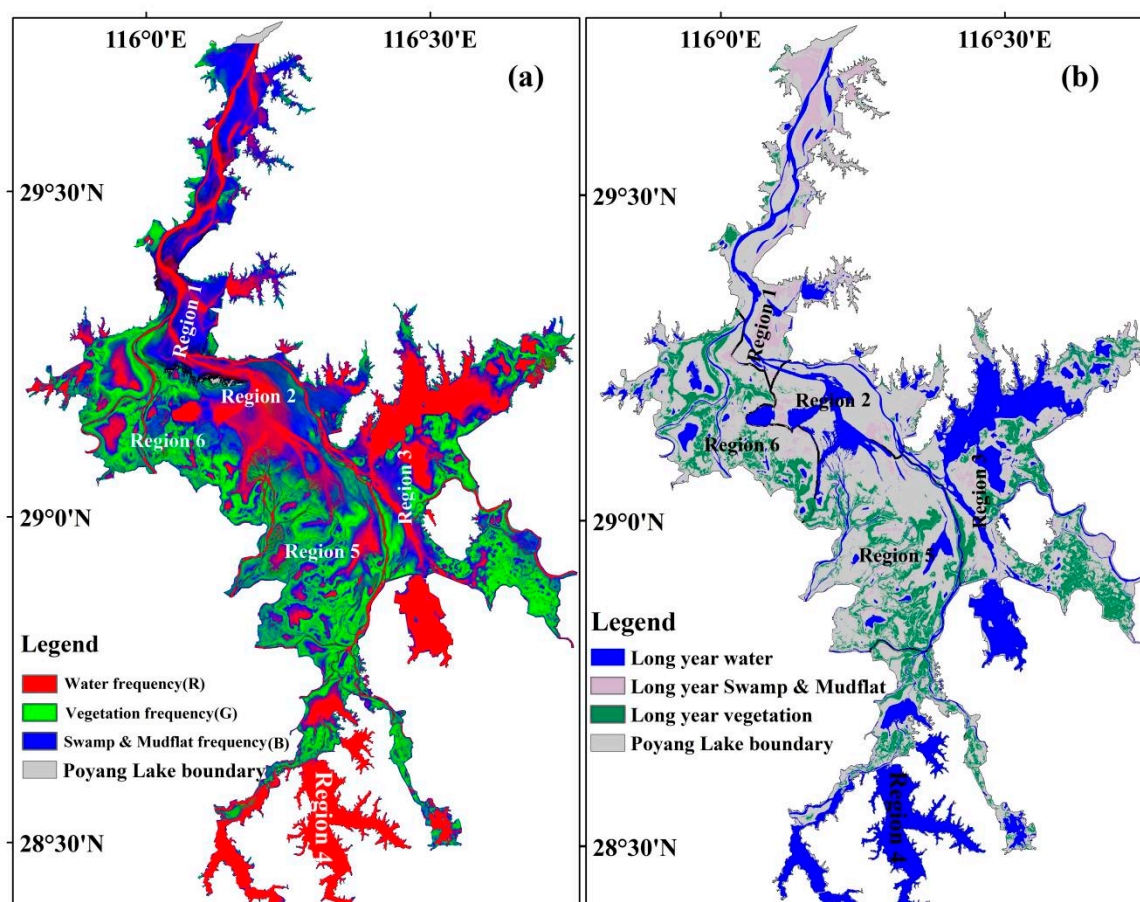 116°0'E
116°30'E
(a)
29°30'N
Region 1
Region 2
Region 3
Region 6
29°0'N
Region 5
Legend
Water frequency(R)
Vegetation frequency(G)
Swamp & Mudflat frequency(B)
Poyang Lake boundary
Region 4
28°30'N
116°0'E
116°30'E
(b)
29°30'N
Region 1
Region 2
Region 3
Region 6
29°0'N
Region 5
Legend
Long year water
Long year Swamp & Mudflat
Long year vegetation
Poyang Lake boundary
Region 4
28°30'N